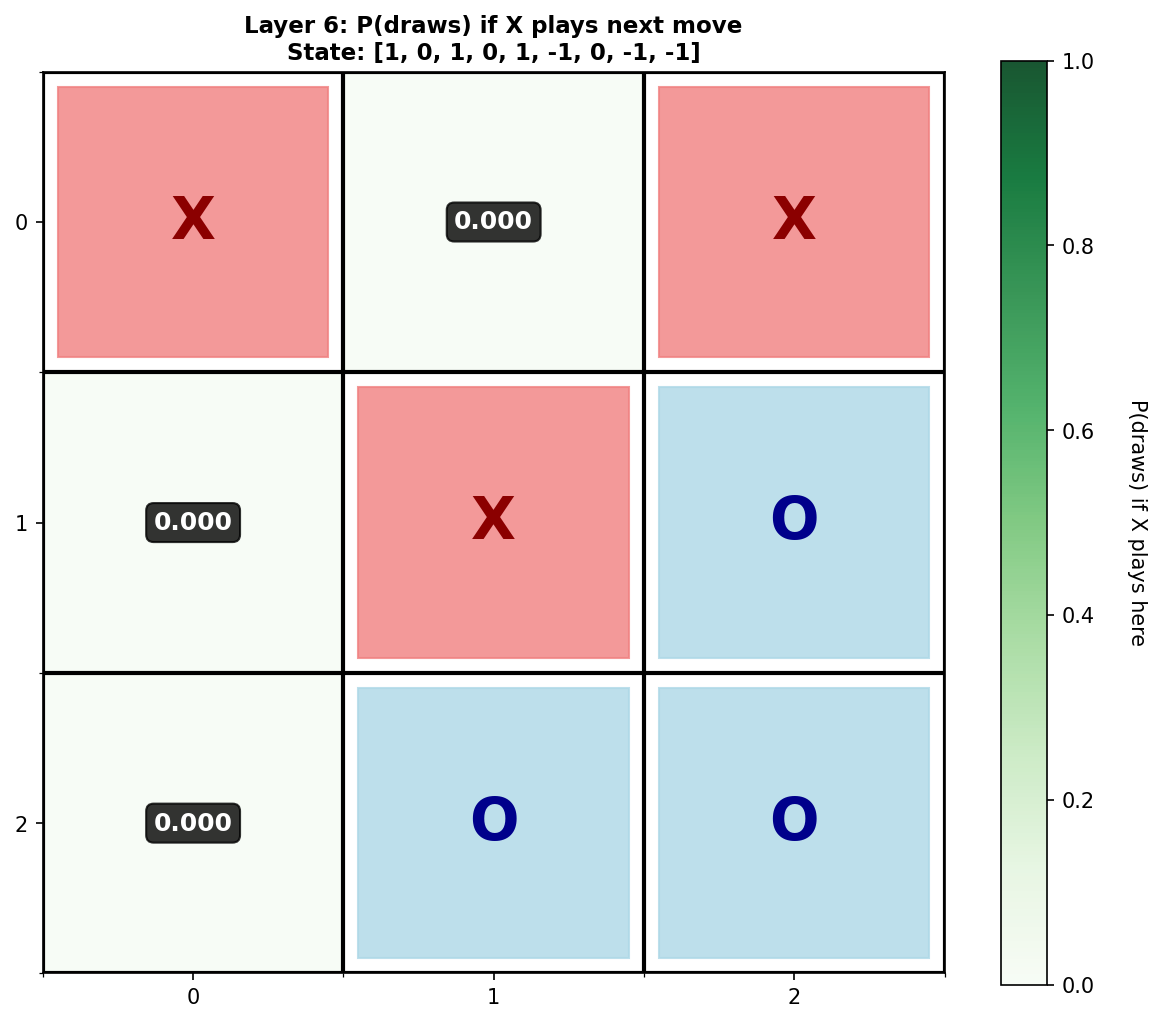 Layer 6: P(draws) if X plays next move
State: [1, 0, 1, 0, 1, -1, 0, -1, -1]
0
X
0.000
X
1
0.000
X
O
2
0.000
O
O
0
1
2
1.0
0.8
0.6
0.4
0.2
0.0
P(draws) if X plays here